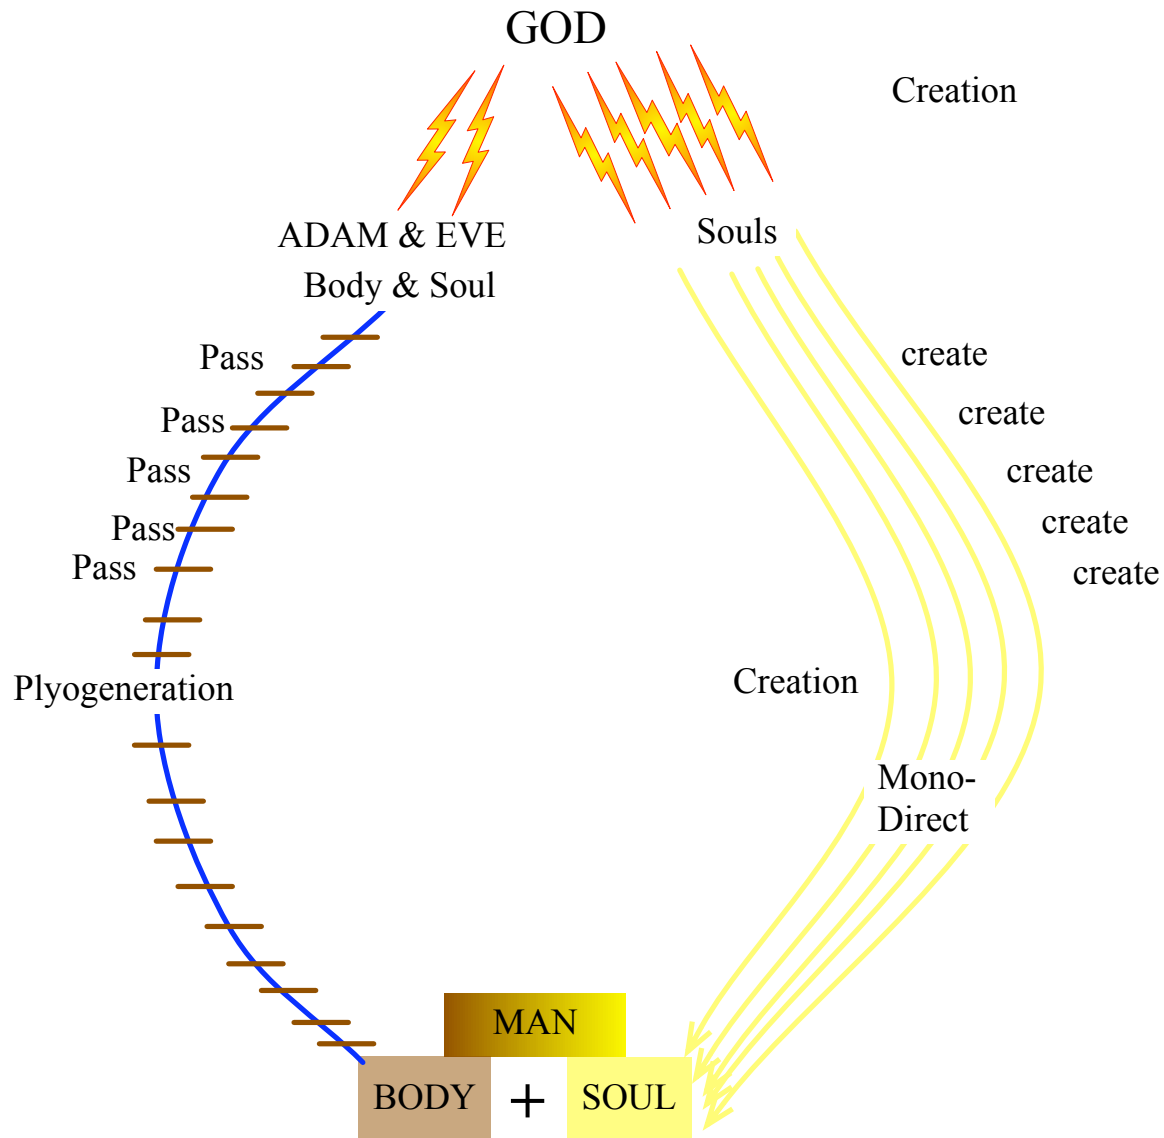 GOD
Creation
ADAM & EVE
Body & Soul
Souls
Pass
Pass
Pass
Pass
Pass
create
create
create
create
create
Plyogeneration
Creation
Mono-
Direct
MAN
BODY + SOUL